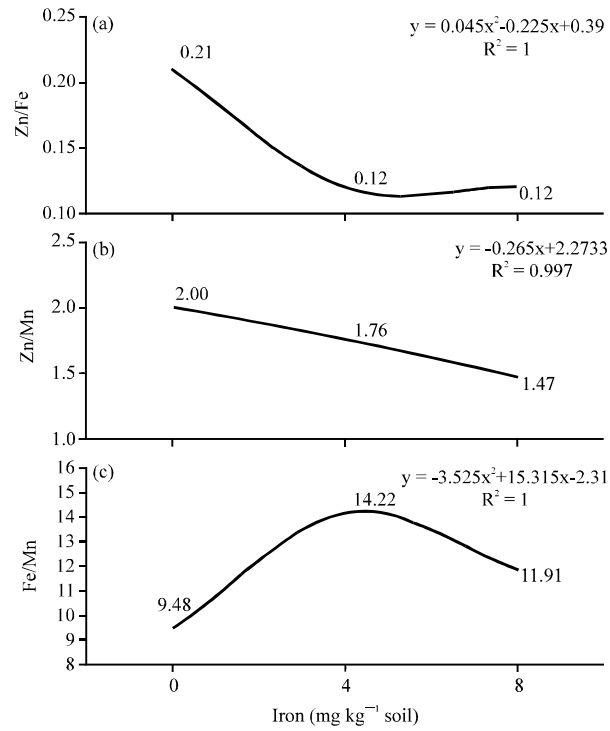 (a)
y = 0.045x²-0.225x+0.39
R² = 1
0.25
0.20
0.15
0.10
Zn/Fe
0.21
0.12
0.12
(b)
y = -0.265x+2.2733
R² = 0.997
2.5
2.0
1.5
1.0
Zn/Mn
2.00
1.76
1.47
(c)
y = -3.525x²+15.315x-2.31
R² = 1
16
15
14
13
12
11
10
9
8
Fe/Mn
9.48
14.22
11.91
0
4
8
Iron (mg kg⁻¹ soil)